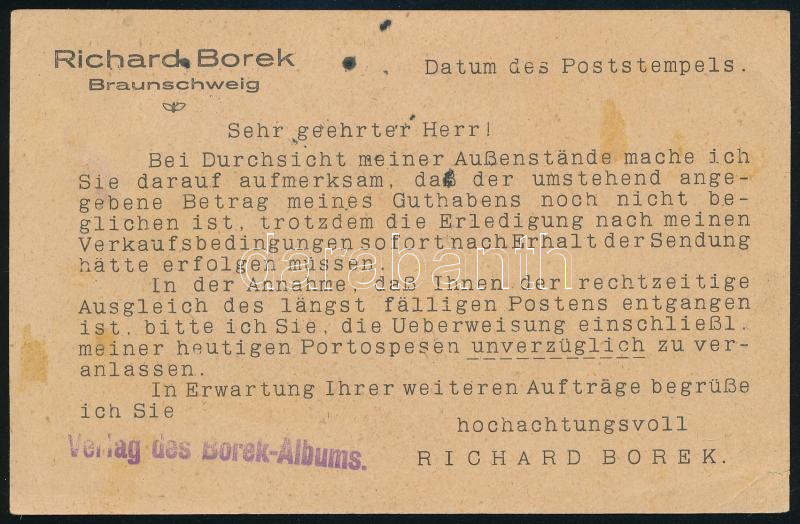 Richard Borek
Braunschweig
Datum des Poststempels.
Sehr geehrter Herr!
Bei Durchsicht meiner Außenstände mache ich
Sie darauf aufmerksam, daß der umstehend ange-
gebene Betrag meines Guthabens noch nicht be-
glichen ist, trotzdem die Erledigung nach meinen
Verkaufsbedingungen sofort nach Erhalt der Sendung
hätte erfolgen müssen.
In der Annahme, daß Ihnen der rechtzeitige
Ausgleich des längst fälligen Postens entgangen
ist, bitte ich Sie, die Ueberweisung einschließl.
meiner heutigen Portospesen unverzüglich zu ver-
anlassen.
In Erwartung Ihrer weiteren Aufträge begrüße
ich Sie
hochachtungsvoll
RICHARD BOREK.
Verlag des Borek-Albums.
darabanth